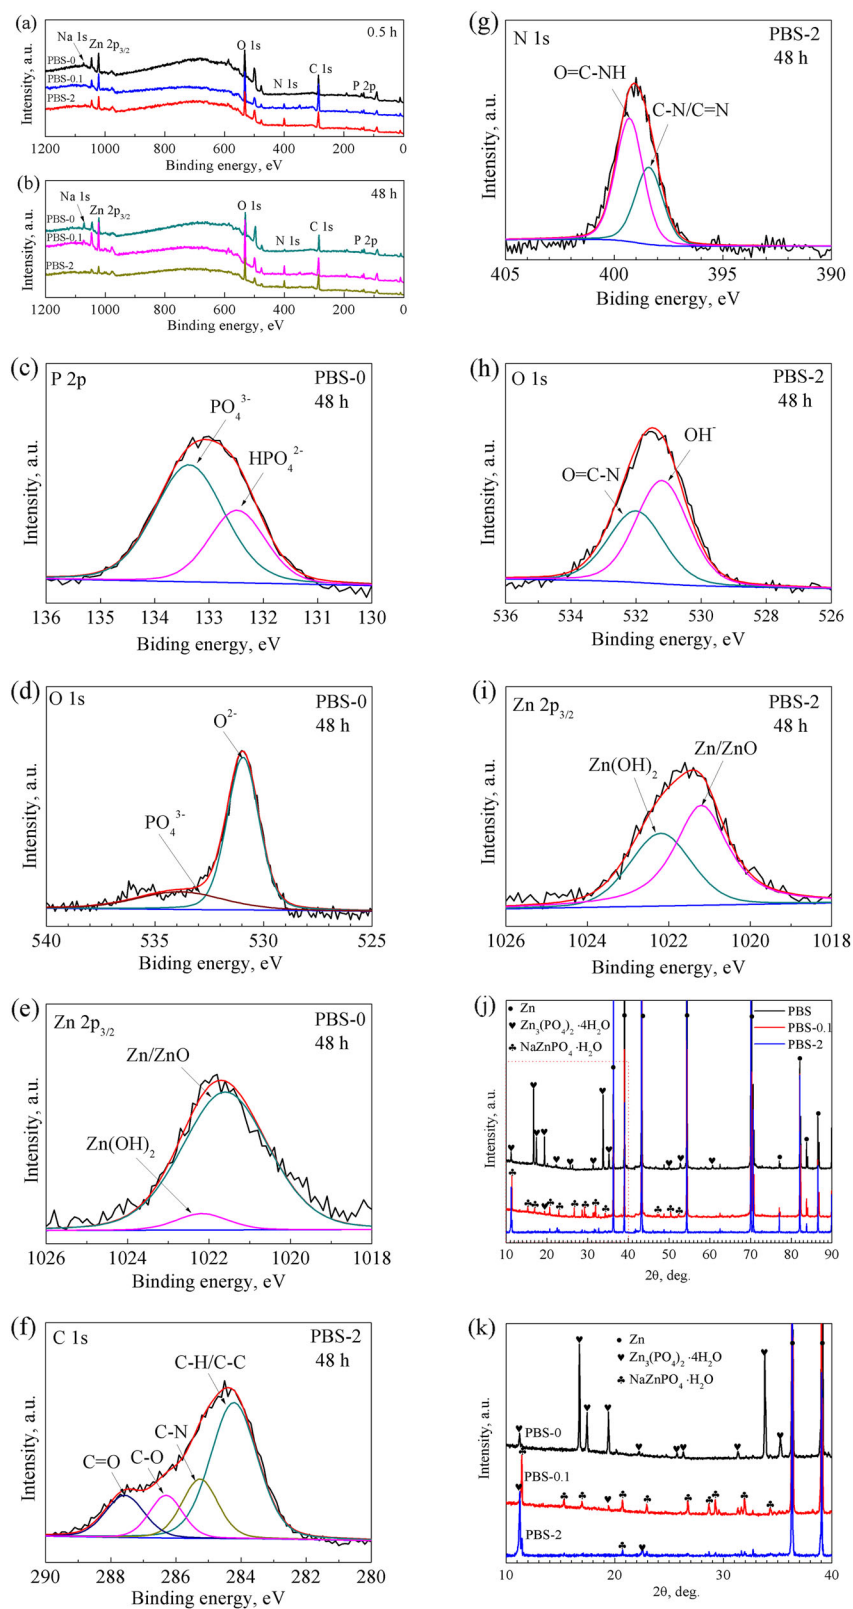 (a)
Na 1s
Zn 2p3/2
O 1s
0.5 h
PBS-0
PBS-0.1
PBS-2
N 1s
C 1s
P 2p
Intensity, a.u.
1200 1000 800 600 400 200 0
Binding energy, eV
(b)
Na 1s
Zn 2p3/2
O 1s
48 h
PBS-0
PBS-0.1
PBS-2
N 1s
C 1s
P 2p
Intensity, a.u.
1200 1000 800 600 400 200 0
Binding energy, eV
(c)
P 2p
PBS-0
48 h
PO4 3-
HPO4 2-
Intensity, a.u.
136 135 134 133 132 131 130
Biding energy, eV
(d)
O 1s
PBS-0
48 h
O2-
PO4 3-
Intensity, a.u.
540 535 530 525
Biding energy, eV
(e)
Zn 2p3/2
PBS-0
48 h
Zn/ZnO
Zn(OH)2
Intensity, a.u.
1026 1024 1022 1020 1018
Binding energy, eV
(f)
C 1s
PBS-2
48 h
C-H/C-C
C-N
C-O
C=O
Intensity, a.u.
290 288 286 284 282 280
Binding energy, eV
(g)
N 1s
PBS-2
48 h
O=C-NH
C-N/C=N
Intensity, a.u.
405 400 395 390
Biding energy, eV
(h)
O 1s
PBS-2
48 h
OH-
O=C-N
Intensity, a.u.
536 534 532 530 528 526
Binding energy, eV
(i)
Zn 2p3/2
PBS-2
48 h
Zn/ZnO
Zn(OH)2
Intensity, a.u.
1026 1024 1022 1020 1018
Binding energy, eV
(j)
● Zn
♥ Zn3(PO4)2 ·4H2O
♣ NaZnPO4 ·H2O
PBS
PBS-0.1
PBS-2
Intensity, a.u.
10 20 30 40 50 60 70 80 90
2θ, deg.
(k)
● Zn
♥ Zn3(PO4)2 ·4H2O
♣ NaZnPO4 ·H2O
PBS-0
PBS-0.1
PBS-2
Intensity, a.u.
10 20 30 40
2θ, deg.